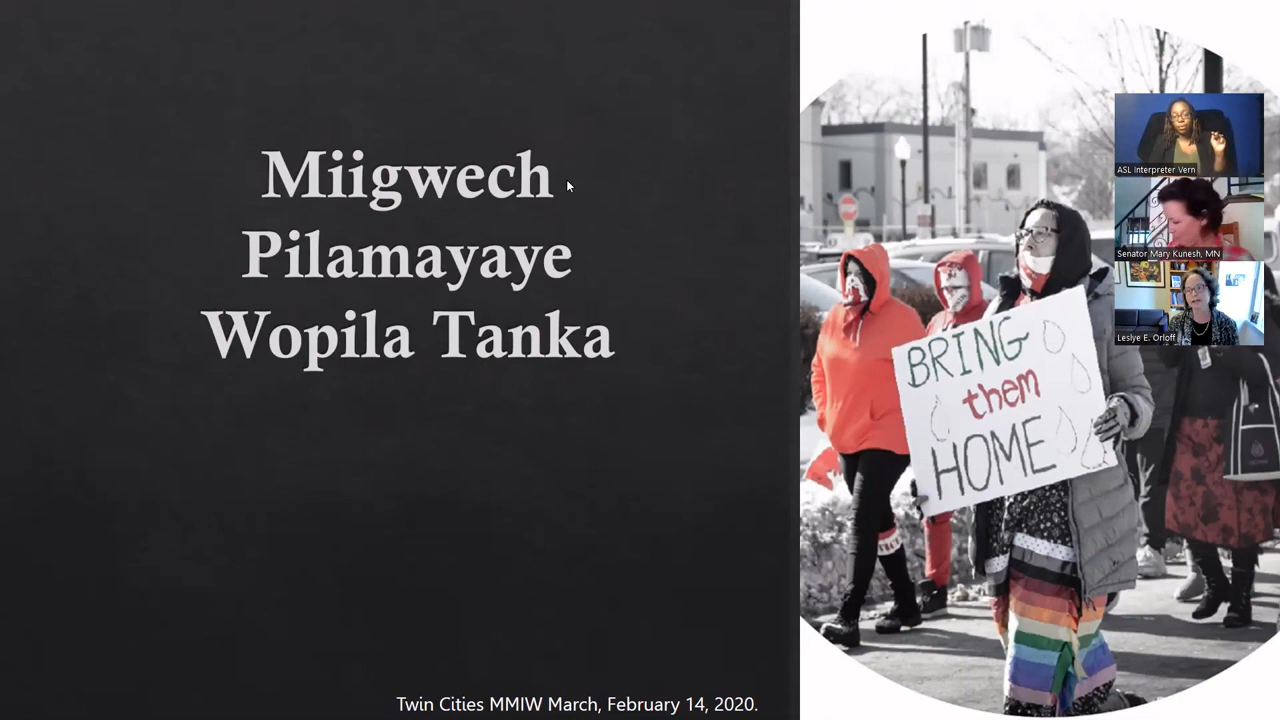 Miigwech
Pilamayaye
Wopila Tanka
Twin Cities MMIW March, February 14, 2020.
BRING
them
HOME
ASL Interpreter Vern
Senator Mary Kunesh, MN
Leslye E. Orloff